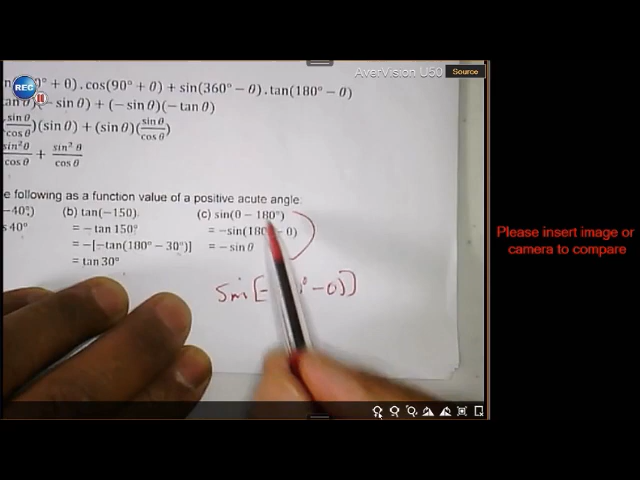 REC
AverVision U50
Source
+ θ).cos(90° + θ) + sin(360° − θ).tan(180° − θ)
− sin θ) + (− sin θ)(− tan θ)
(sin θ/cos θ)(sin θ) + (sin θ)(sin θ/cos θ)
sin²θ/cos θ + sin²θ/cos θ
e following as a function value of a positive acute angle
−40°) (b) tan(−150) (c) sin(θ − 180°)
s 40° = − tan 150° = −sin(180° − θ)
= −[−tan(180° − 30°)] = − sin θ
= tan 30°
sin[− ° − θ)]
Please insert image or
camera to compare